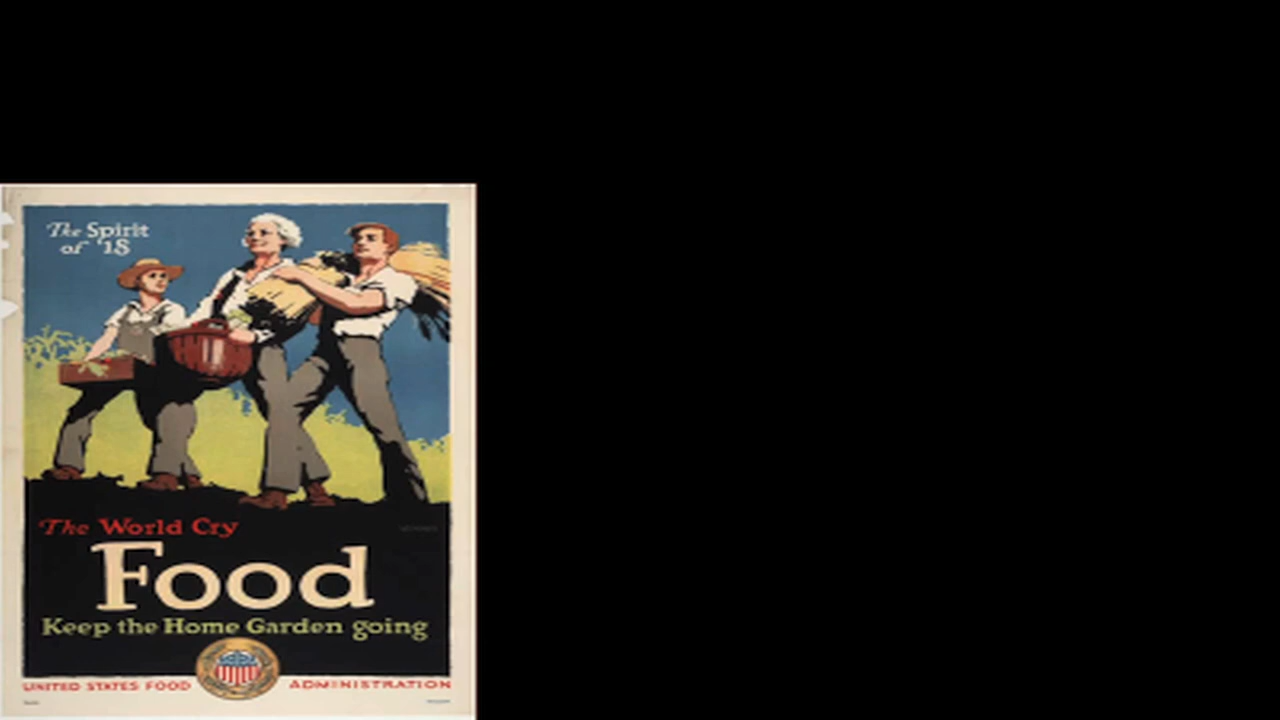 The Spirit
of '18
The World Cry
Food
Keep the Home Garden going
UNITED STATES FOOD ADMINISTRATION